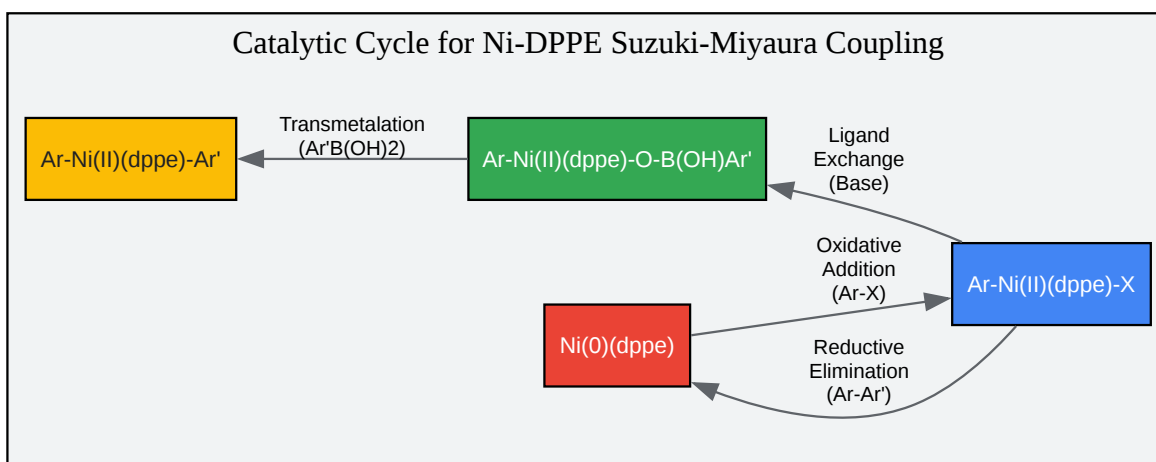 Catalytic Cycle for Ni-DPPE Suzuki-Miyaura Coupling
Ar-Ni(II)(dppe)-Ar'
Transmetalation
(Ar'B(OH)2)
Ar-Ni(II)(dppe)-O-B(OH)Ar'
Ligand
Exchange
(Base)
Oxidative
Addition
(Ar-X)
Ar-Ni(II)(dppe)-X
Ni(0)(dppe)
Reductive
Elimination
(Ar-Ar')